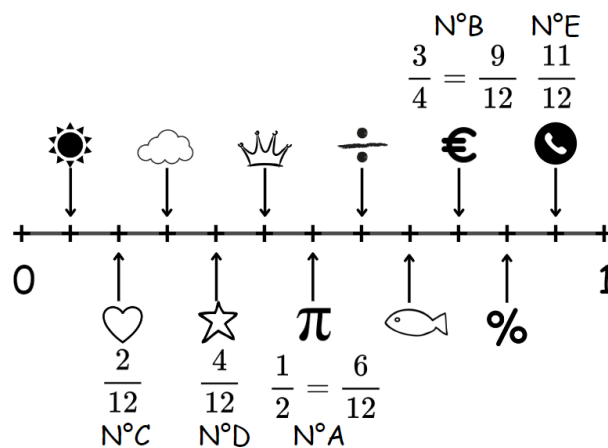 N°B N°E
3/4 = 9/12 11/12
÷ € 
0 1
π %
2/12 4/12 1/2 = 6/12
N°C N°D N°A